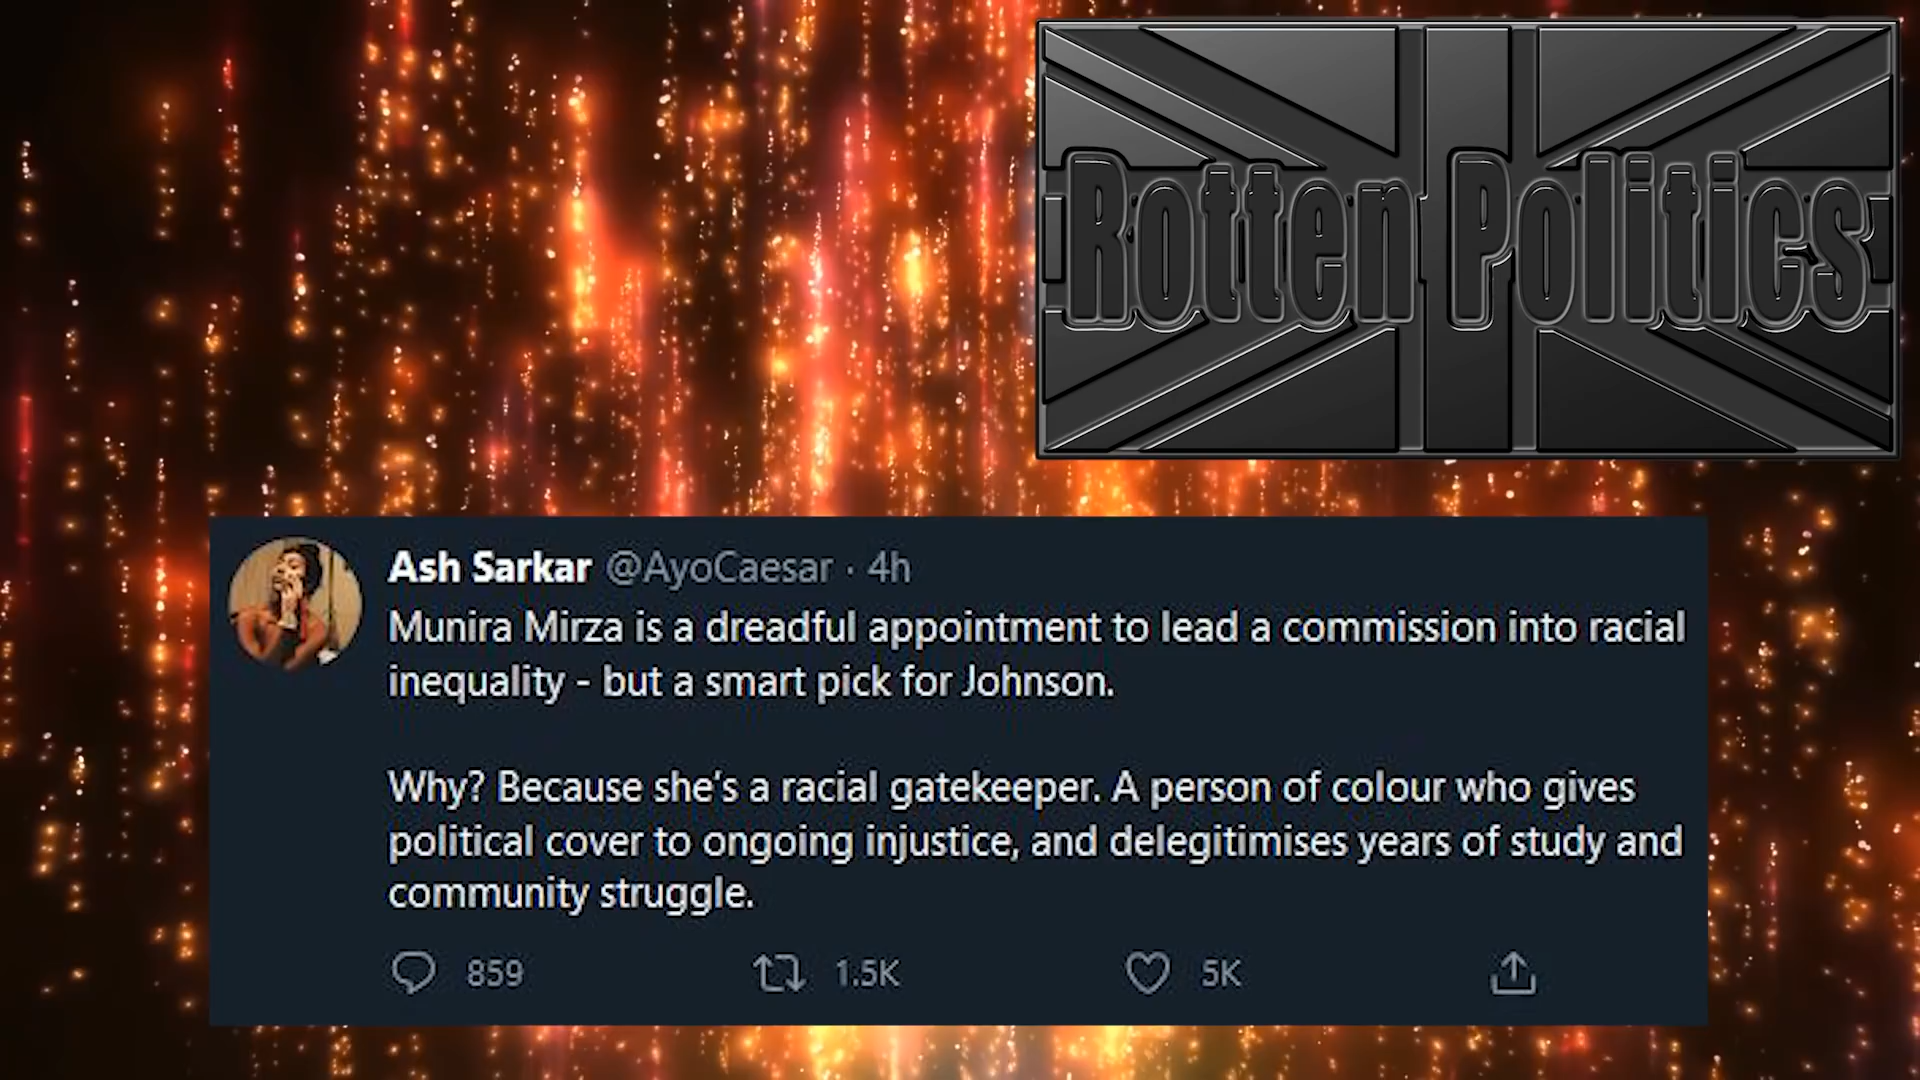 Rotten Politics
Ash Sarkar @AyoCaesar · 4h
Munira Mirza is a dreadful appointment to lead a commission into racial
inequality - but a smart pick for Johnson.
Why? Because she's a racial gatekeeper. A person of colour who gives
political cover to ongoing injustice, and delegitimises years of study and
community struggle.
859 1.5K 5K